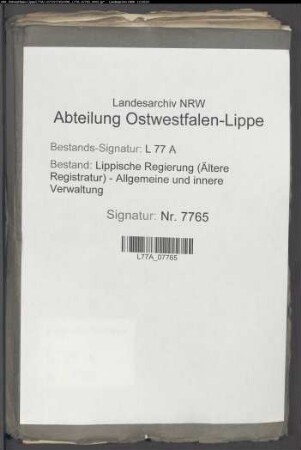 Landesarchiv NRW
Abteilung Ostwestfalen-Lippe
Bestands-Signatur: L 77 A
Bestand: Lippische Regierung (Ältere
Registratur) - Allgemeine und innere
Verwaltung
Signatur: Nr. 7765
L77A_07765